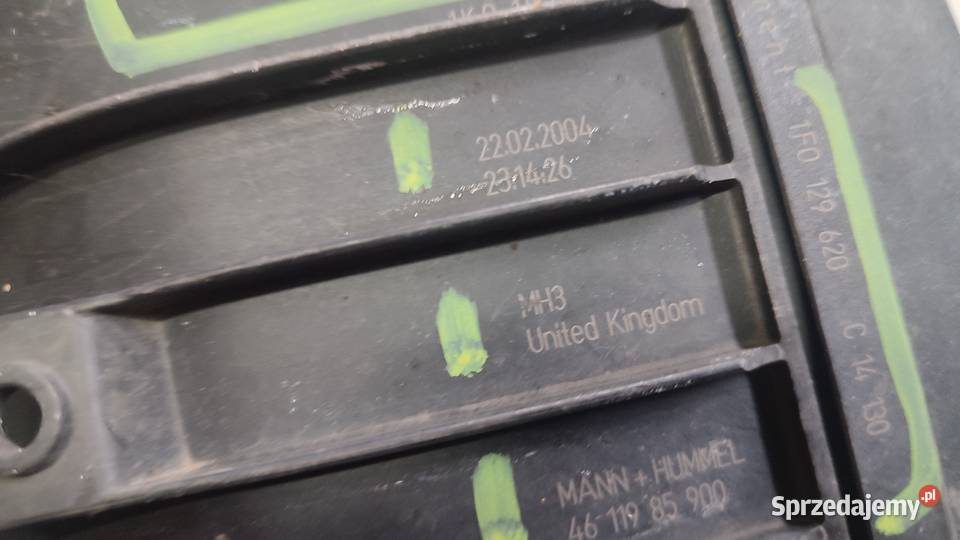 22.02.2004
23:14:26
MH3
United Kingdom
MANN + HUMMEL
46 119 85 900
1F0 129 620
C 14 130
Sprzedajemy.pl